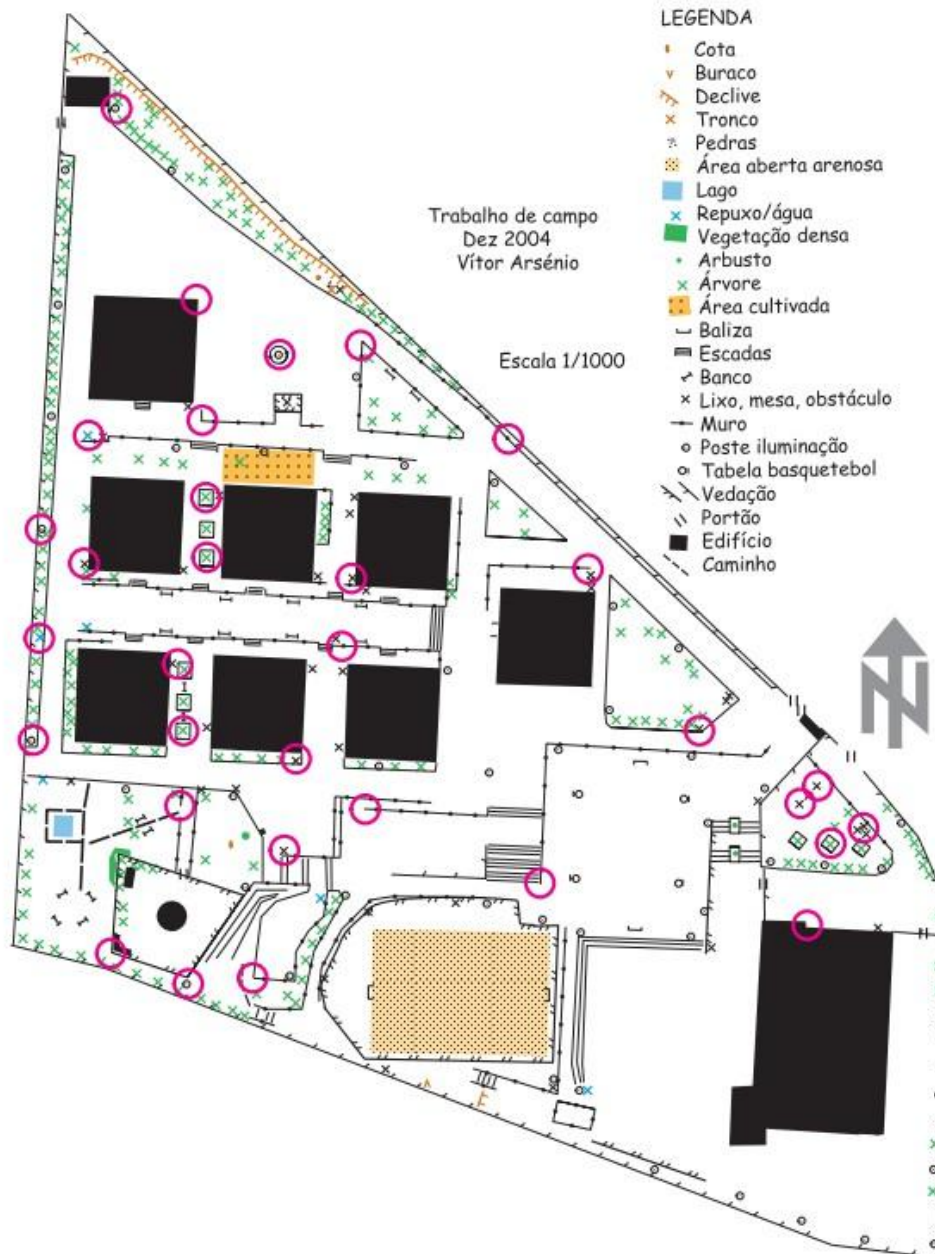 LEGENDA
Cota
Buraco
Declive
Tronco
Pedras
Área aberta arenosa
Lago
Repuxo/água
Vegetação densa
Arbusto
Árvore
Área cultivada
Baliza
Escadas
Banco
Lixo, mesa, obstáculo
Muro
Poste iluminação
Tabela basquetebol
Vedação
Portão
Edifício
Caminho
Trabalho de campo
Dez 2004
Vítor Arsénio
Escala 1/1000
N